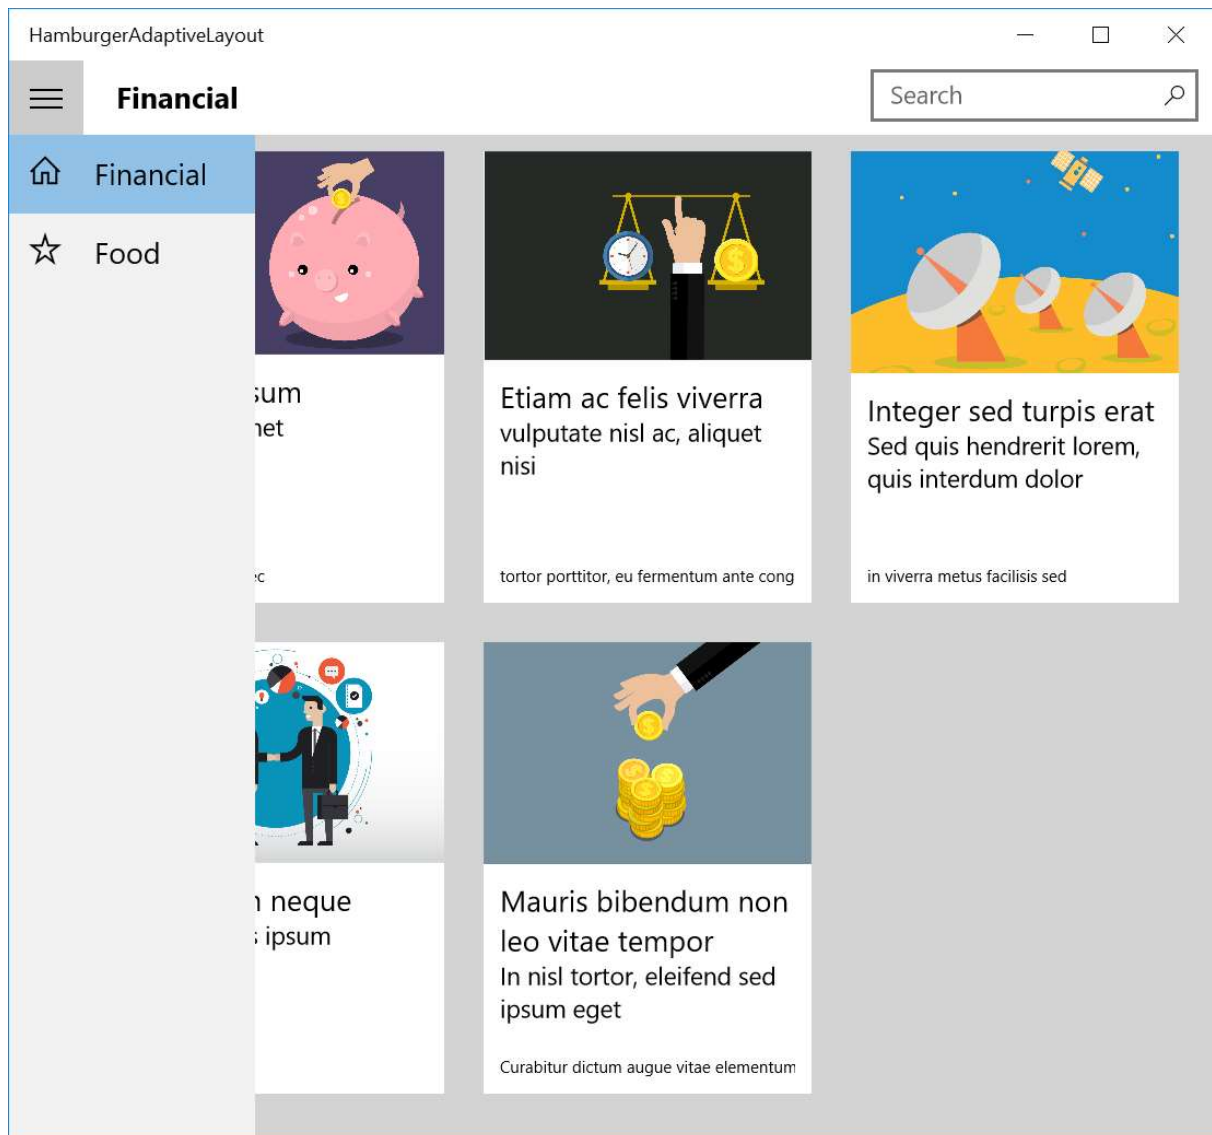 HamburgerAdaptiveLayout
Financial
Search
Financial
Food
net
ec
Etiam ac felis viverra
vulputate nisl ac, aliquet
nisi
tortor porttitor, eu fermentum ante cong
Integer sed turpis erat
Sed quis hendrerit lorem,
quis interdum dolor
in viverra metus facilisis sed
neque
ipsum
Mauris bibendum non
leo vitae tempor
In nisl tortor, eleifend sed
ipsum eget
Curabitur dictum augue vitae elementum